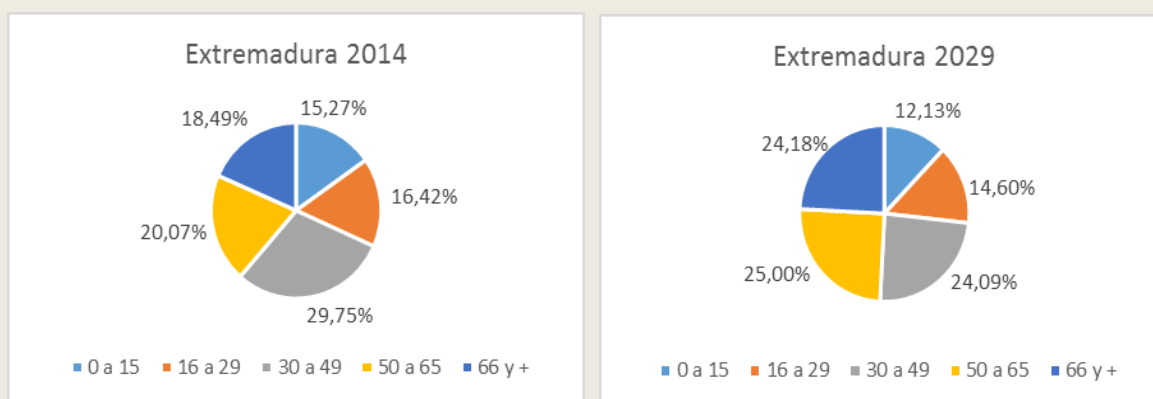 Extremadura 2014
18,49%
15,27%
16,42%
20,07%
29,75%
0 a 15 16 a 29 30 a 49 50 a 65 66 y +
Extremadura 2029
12,13%
24,18%
14,60%
25,00%
24,09%
0 a 15 16 a 29 30 a 49 50 a 65 66 y +